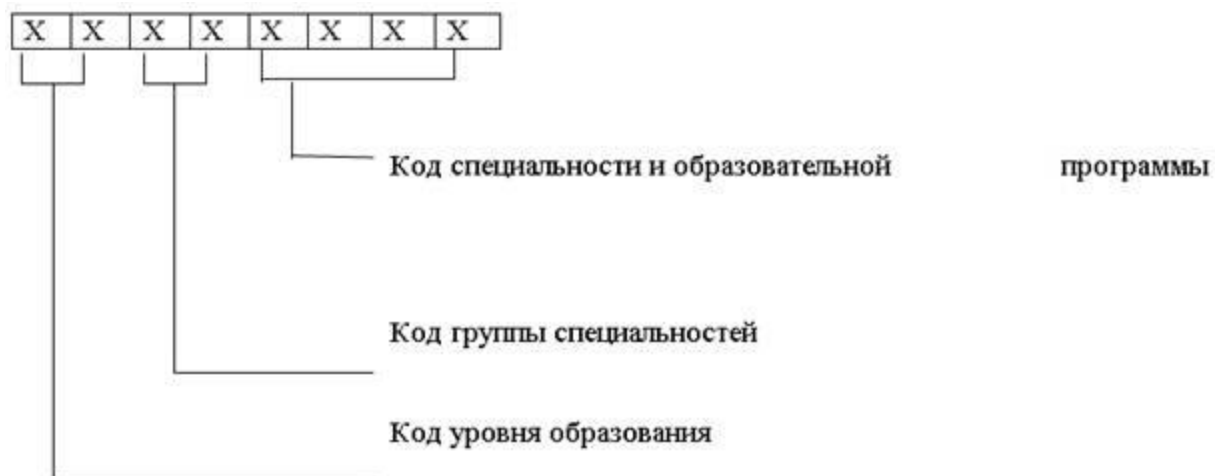 X X X X X X X X
Код специальности и образовательной программы
Код группы специальностей
Код уровня образования